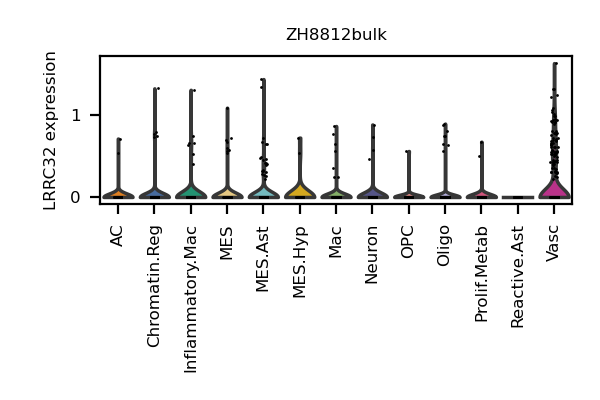 ZH8812bulk
LRRC32 expression
1
0
AC
Chromatin.Reg
Inflammatory.Mac
MES
MES.Ast
MES.Hyp
Mac
Neuron
OPC
Oligo
Prolif.Metab
Reactive.Ast
Vasc